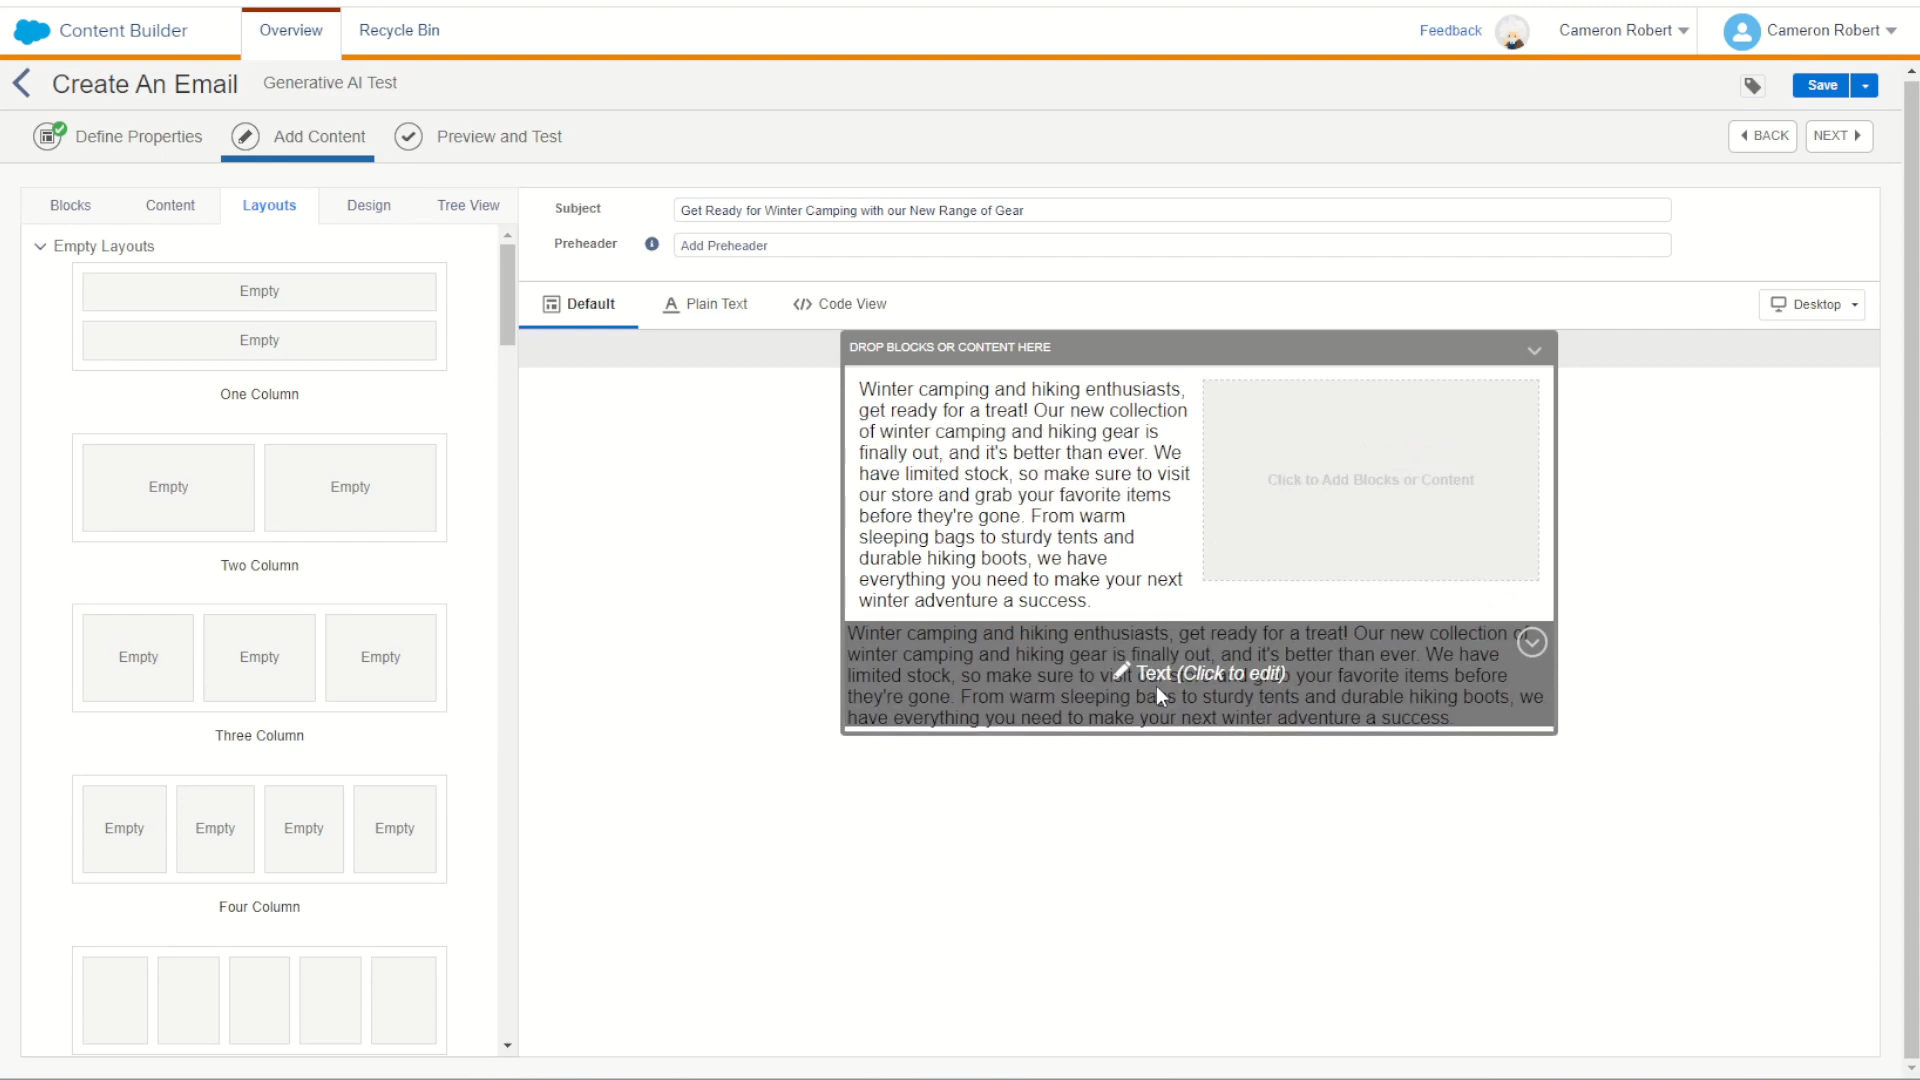 Content Builder
Overview
Recycle Bin
Feedback
Cameron Robert
Cameron Robert
Create An Email
Generative AI Test
Save
Define Properties
Add Content
Preview and Test
BACK
NEXT
Blocks
Content
Layouts
Design
Tree View
Empty Layouts
Empty
Empty
One Column
Empty
Empty
Two Column
Empty
Empty
Empty
Three Column
Empty
Empty
Empty
Empty
Four Column
Subject
Get Ready for Winter Camping with our New Range of Gear
Preheader
Add Preheader
Default
Plain Text
</> Code View
Desktop
DROP BLOCKS OR CONTENT HERE
Winter camping and hiking enthusiasts,
get ready for a treat! Our new collection
of winter camping and hiking gear is
finally out, and it's better than ever. We
have limited stock, so make sure to visit
our store and grab your favorite items
before they're gone. From warm
sleeping bags to sturdy tents and
durable hiking boots, we have
everything you need to make your next
winter adventure a success.
Click to Add Blocks or Content
Winter camping and hiking enthusiasts, get ready for a treat! Our new collection of
winter camping and hiking gear is finally out, and it's better than ever. We have
limited stock, so make sure to visit your favorite items before
Text (Click to edit)
they're gone. From warm sleeping bags to sturdy tents and durable hiking boots, we
have everything you need to make your next winter adventure a success.